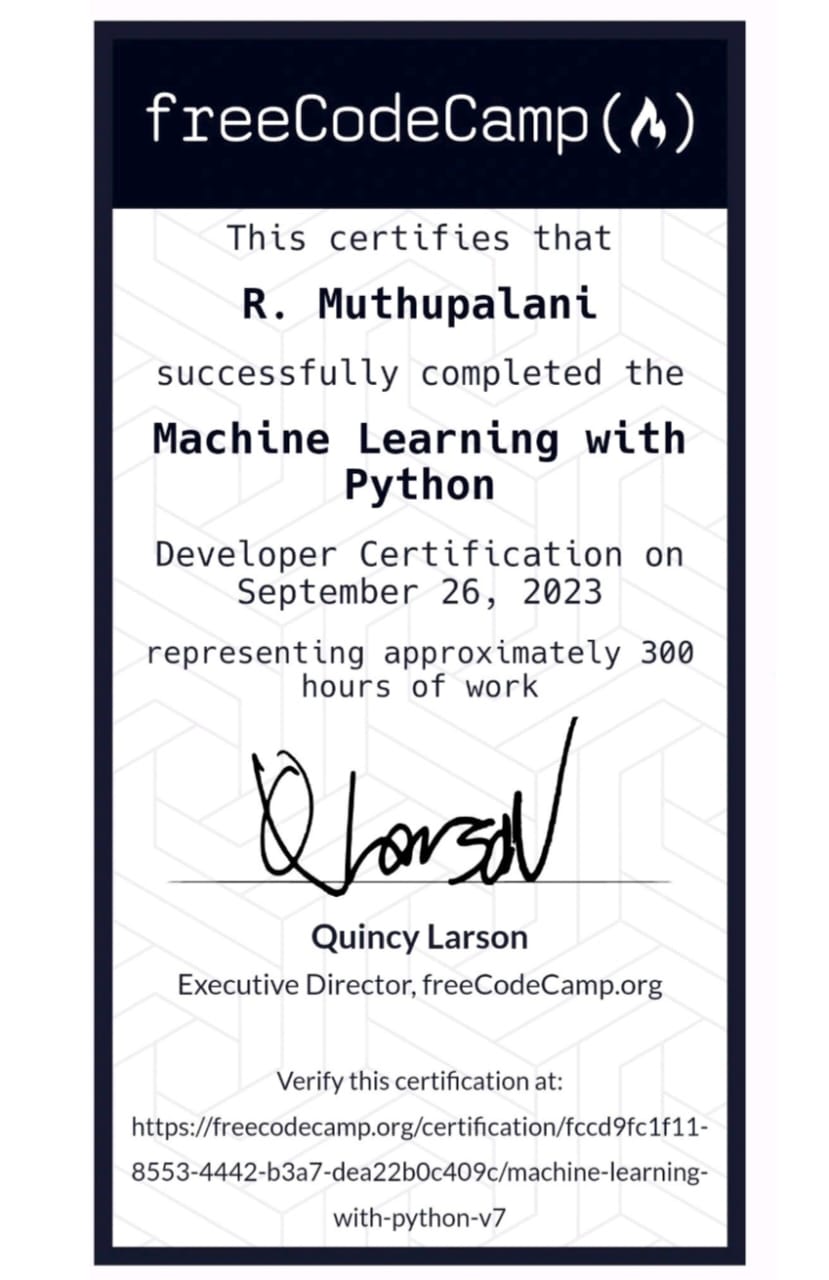 freeCodeCamp
This certifies that
R. Muthupalani
successfully completed the
Machine Learning with
Python
Developer Certification on
September 26, 2023
representing approximately 300
hours of work
Q Larson
Quincy Larson
Executive Director, freeCodeCamp.org
Verify this certification at:
https://freecodecamp.org/certification/fccd9fc1f11-
8553-4442-b3a7-dea22b0c409c/machine-learning-
with-python-v7